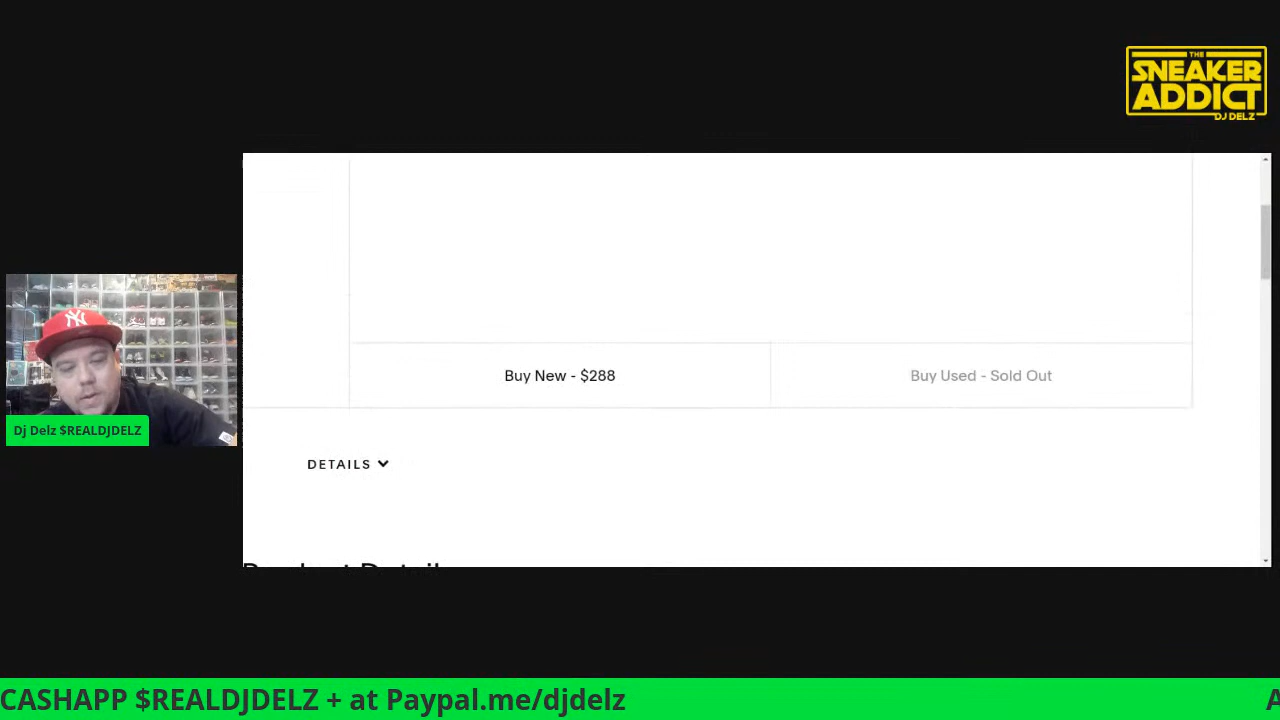 THE
SNEAKER
ADDICT
DJ DELZ
Buy New - $288
Buy Used - Sold Out
DETAILS
Dj Delz $REALDJDELZ
CASHAPP $REALDJDELZ + at Paypal.me/djdelz